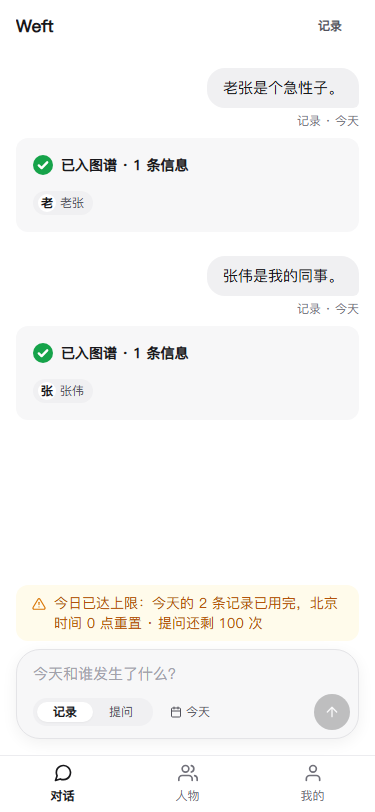 Weft
记录
老张是个急性子。
记录 · 今天
已入图谱 · 1 条信息
老 老张
张伟是我的同事。
记录 · 今天
已入图谱 · 1 条信息
张 张伟
今日已达上限：今天的 2 条记录已用完，北京
时间 0 点重置 · 提问还剩 100 次
今天和谁发生了什么？
记录 提问 今天
对话 人物 我的